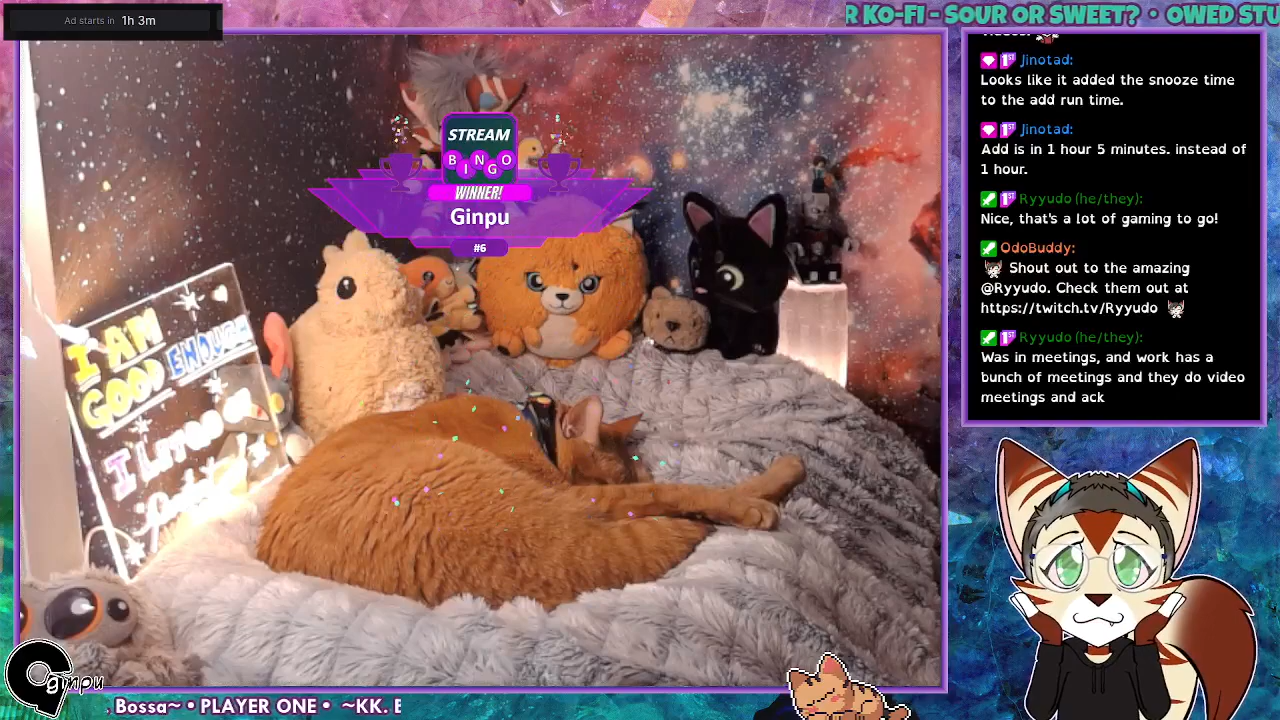 Ad starts in 1h 3m
R KO-FI - SOUR OR SWEET? • OWED STU
Jinotad:
Looks like it added the snooze time
to the add run time.
Jinotad:
Add is in 1 hour 5 minutes. instead of
1 hour.
Ryyudo (he/they):
Nice, that's a lot of gaming to go!
OdoBuddy:
Shout out to the amazing
@Ryyudo. Check them out at
https://twitch.tv/Ryyudo
Ryyudo (he/they):
Was in meetings, and work has a
bunch of meetings and they do video
meetings and ack
STREAM
BINGO
WINNER!
Ginpu
#6
I AM
GOOD ENOUGH
ginpu
Bossa~ • PLAYER ONE • ~KK. B